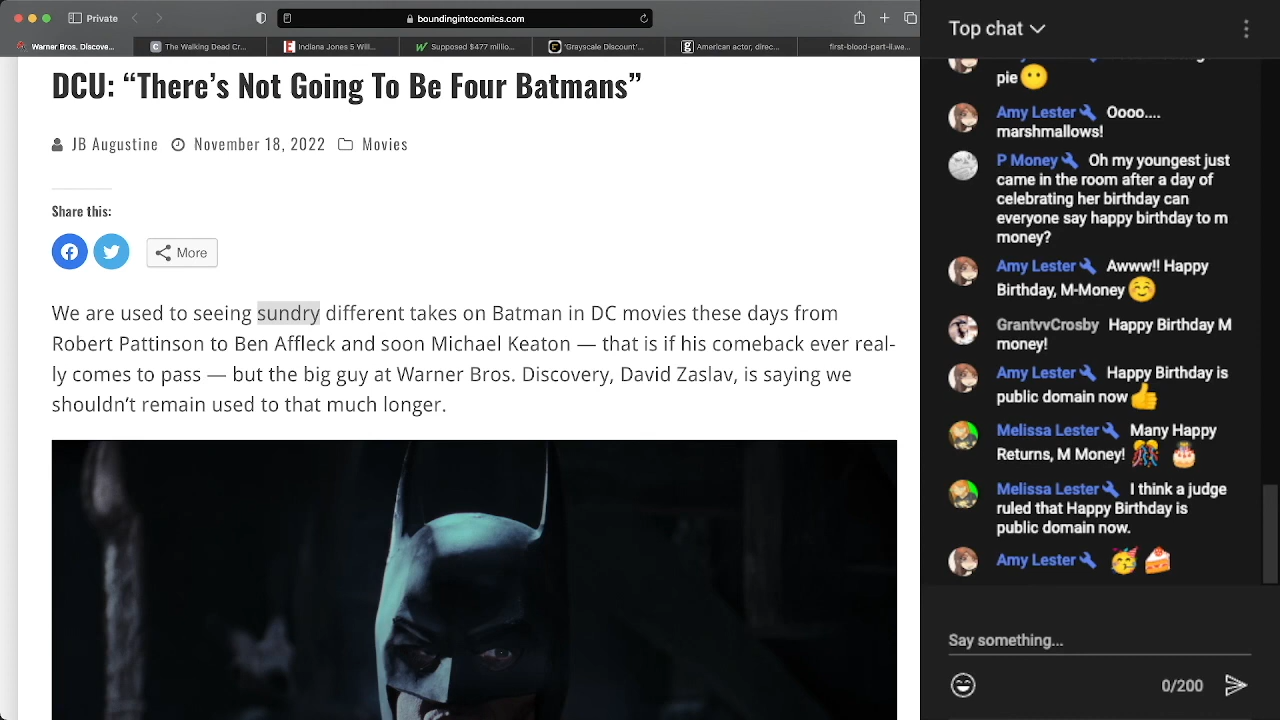 Private
boundingintocomics.com
Warner Bros. Discove...
The Walking Dead Cr...
Indiana Jones 5 Will...
Supposed $477 millio...
'Grayscale Discount'...
American actor, direc...
first-blood-part-ii.we...
DCU: “There’s Not Going To Be Four Batmans”
JB Augustine November 18, 2022 Movies
Share this:
More
We are used to seeing sundry different takes on Batman in DC movies these days from
Robert Pattinson to Ben Affleck and soon Michael Keaton — that is if his comeback ever real-
ly comes to pass — but the big guy at Warner Bros. Discovery, David Zaslav, is saying we
shouldn’t remain used to that much longer.
Top chat
pie
Amy Lester Oooo....
marshmallows!
P Money Oh my youngest just
came in the room after a day of
celebrating her birthday can
everyone say happy birthday to m
money?
Amy Lester Awww!! Happy
Birthday, M-Money
GrantvvCrosby Happy Birthday M
money!
Amy Lester Happy Birthday is
public domain now
Melissa Lester Many Happy
Returns, M Money!
Melissa Lester I think a judge
ruled that Happy Birthday is
public domain now.
Amy Lester
Say something...
0/200